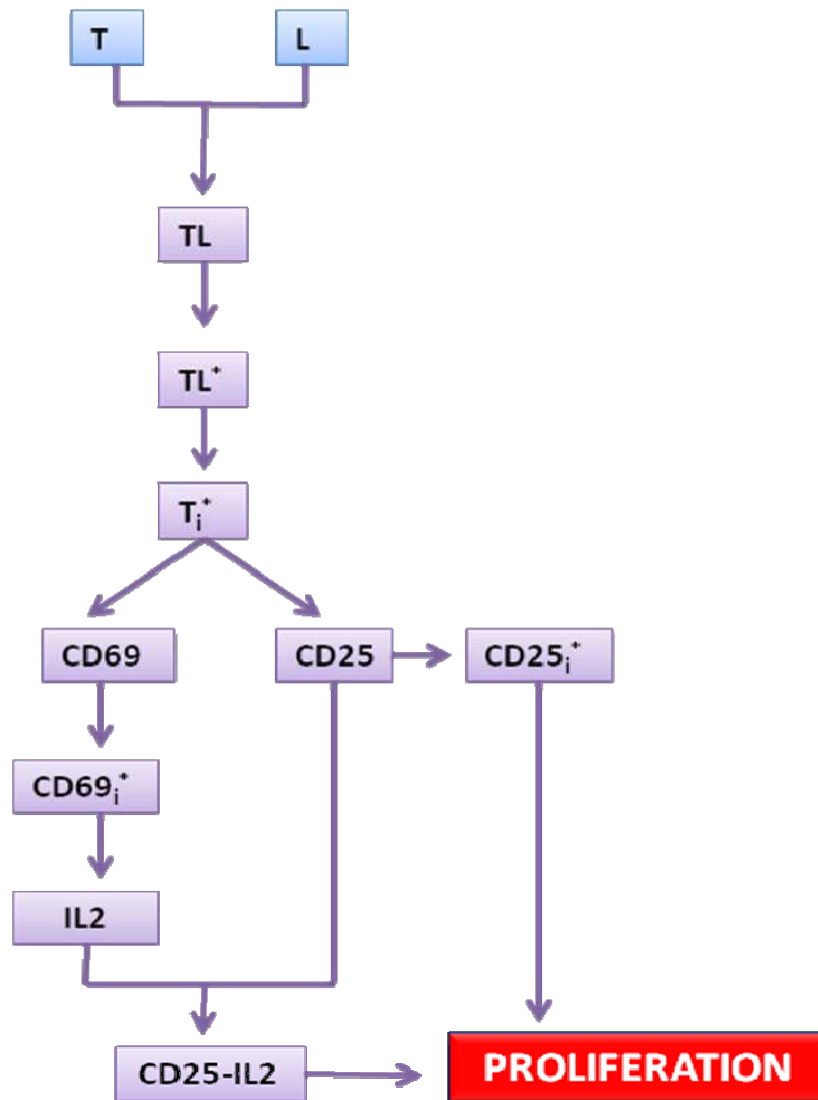 T
L
TL
TL⁺
Tᵢ⁺
CD69
CD25
CD25ᵢ⁺
CD69ᵢ⁺
IL2
CD25-IL2
PROLIFERATION